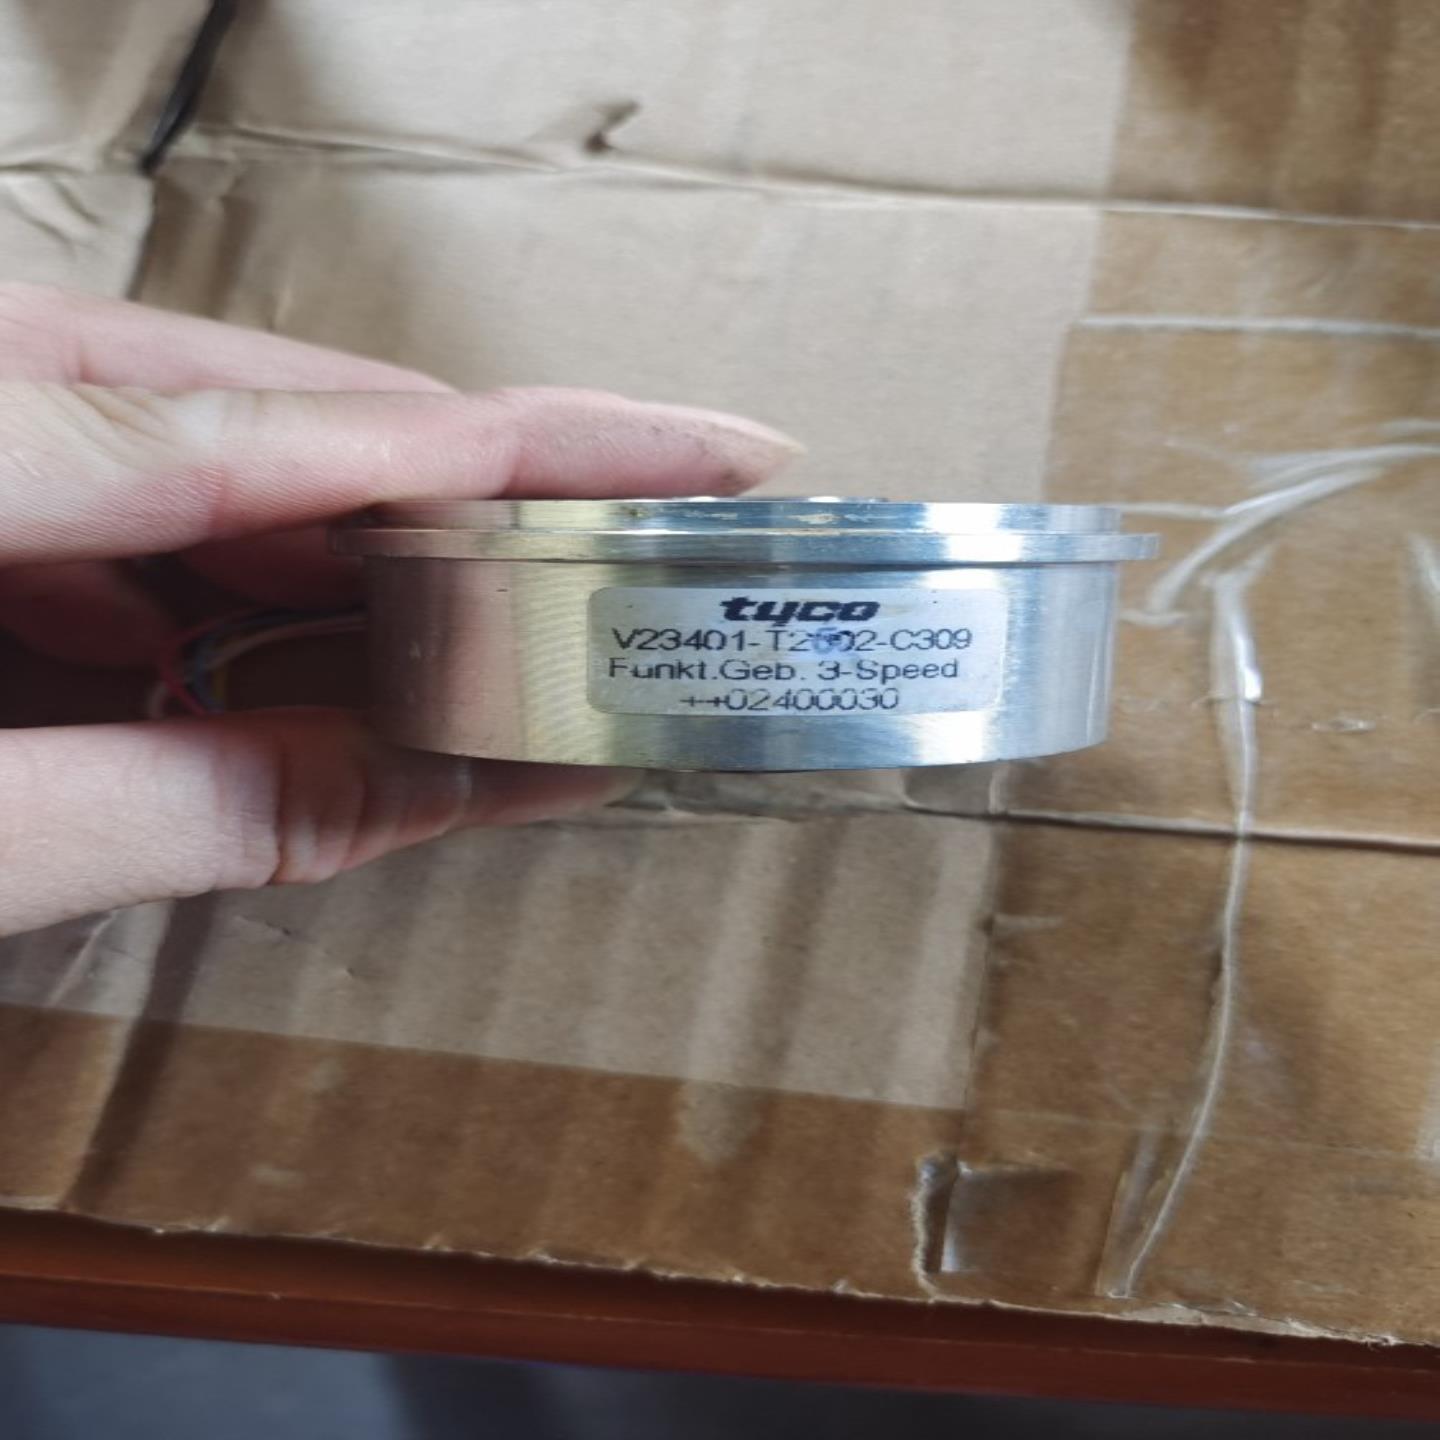 tyco
Funkt.Geb. 3-Speed
++02400030